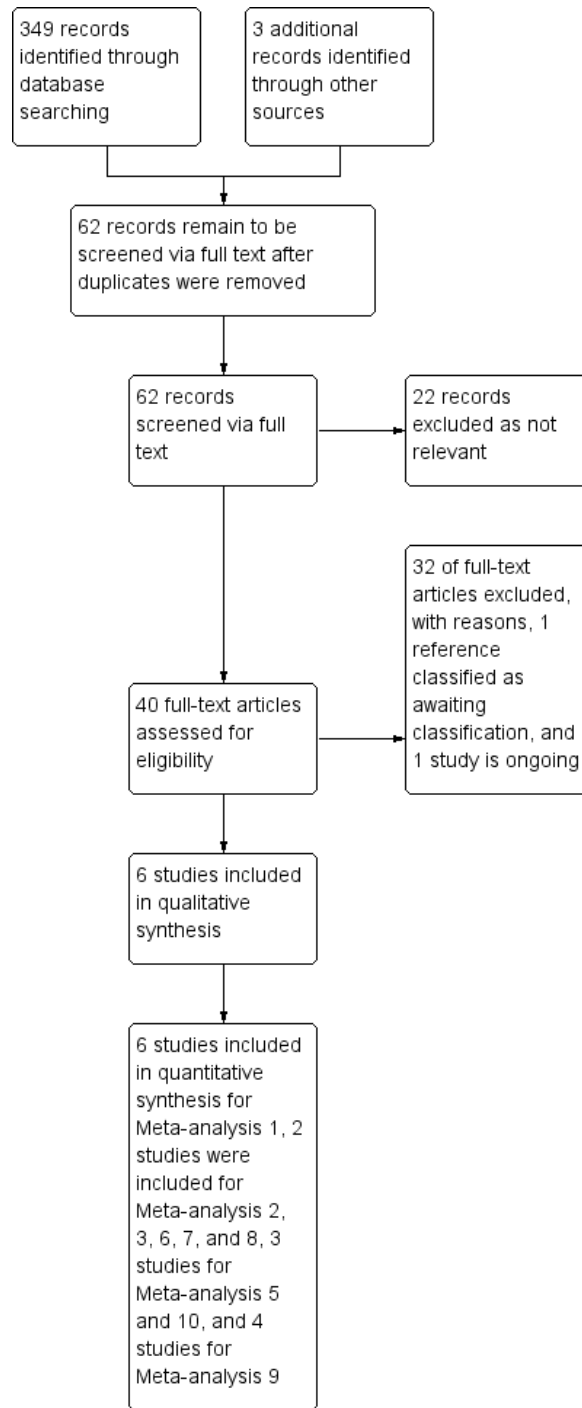 349 records
identified through
database
searching
3 additional
records identified
through other
sources
62 records remain to be
screened via full text after
duplicates were removed
62 records
screened via full
text
22 records
excluded as not
relevant
32 of full-text
articles excluded,
with reasons, 1
reference
classified as
awaiting
classification, and
1 study is ongoing
40 full-text articles
assessed for
eligibility
6 studies included
in qualitative
synthesis
6 studies included
in quantitative
synthesis for
Meta-analysis 1, 2
studies were
included for
Meta-analysis 2,
3, 6, 7, and 8, 3
studies for
Meta-analysis 5
and 10, and 4
studies for
Meta-analysis 9